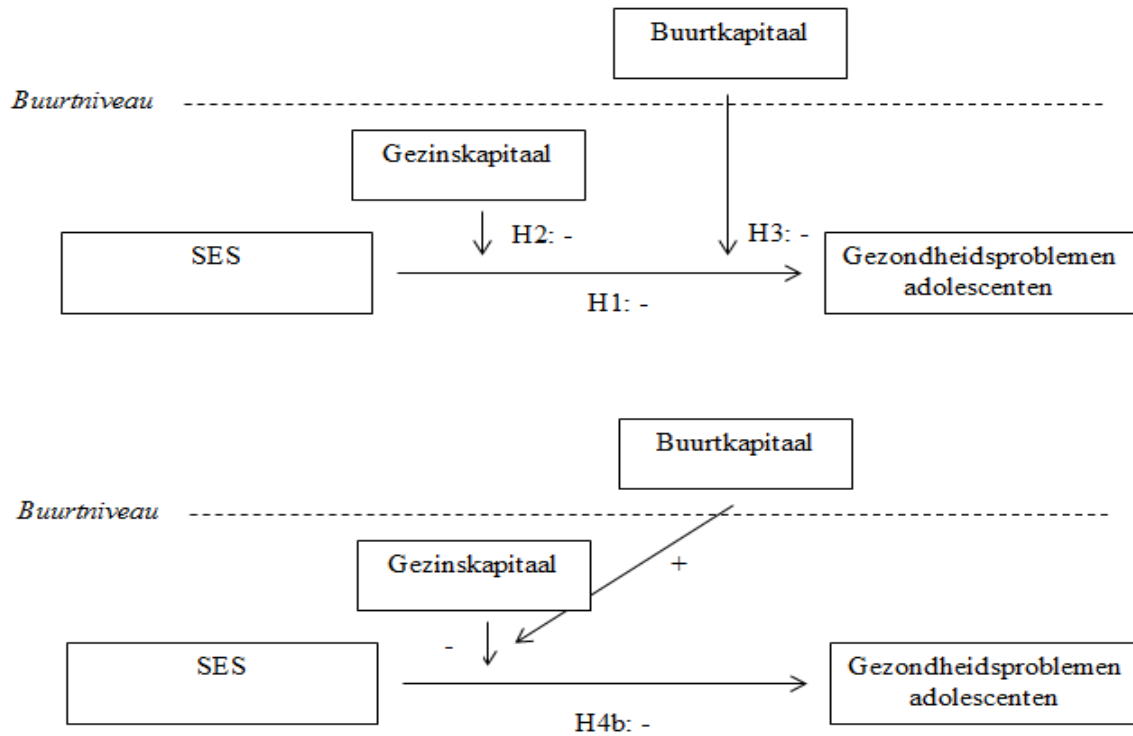 Buurtkapitaal
Buurtniveau
Gezinskapitaal
SES
H2: -
H3: -
Gezondheidsproblemen
adolescenten
H1: -
Buurtkapitaal
Buurtniveau
Gezinskapitaal
+
-
SES
Gezondheidsproblemen
adolescenten
H4b: -